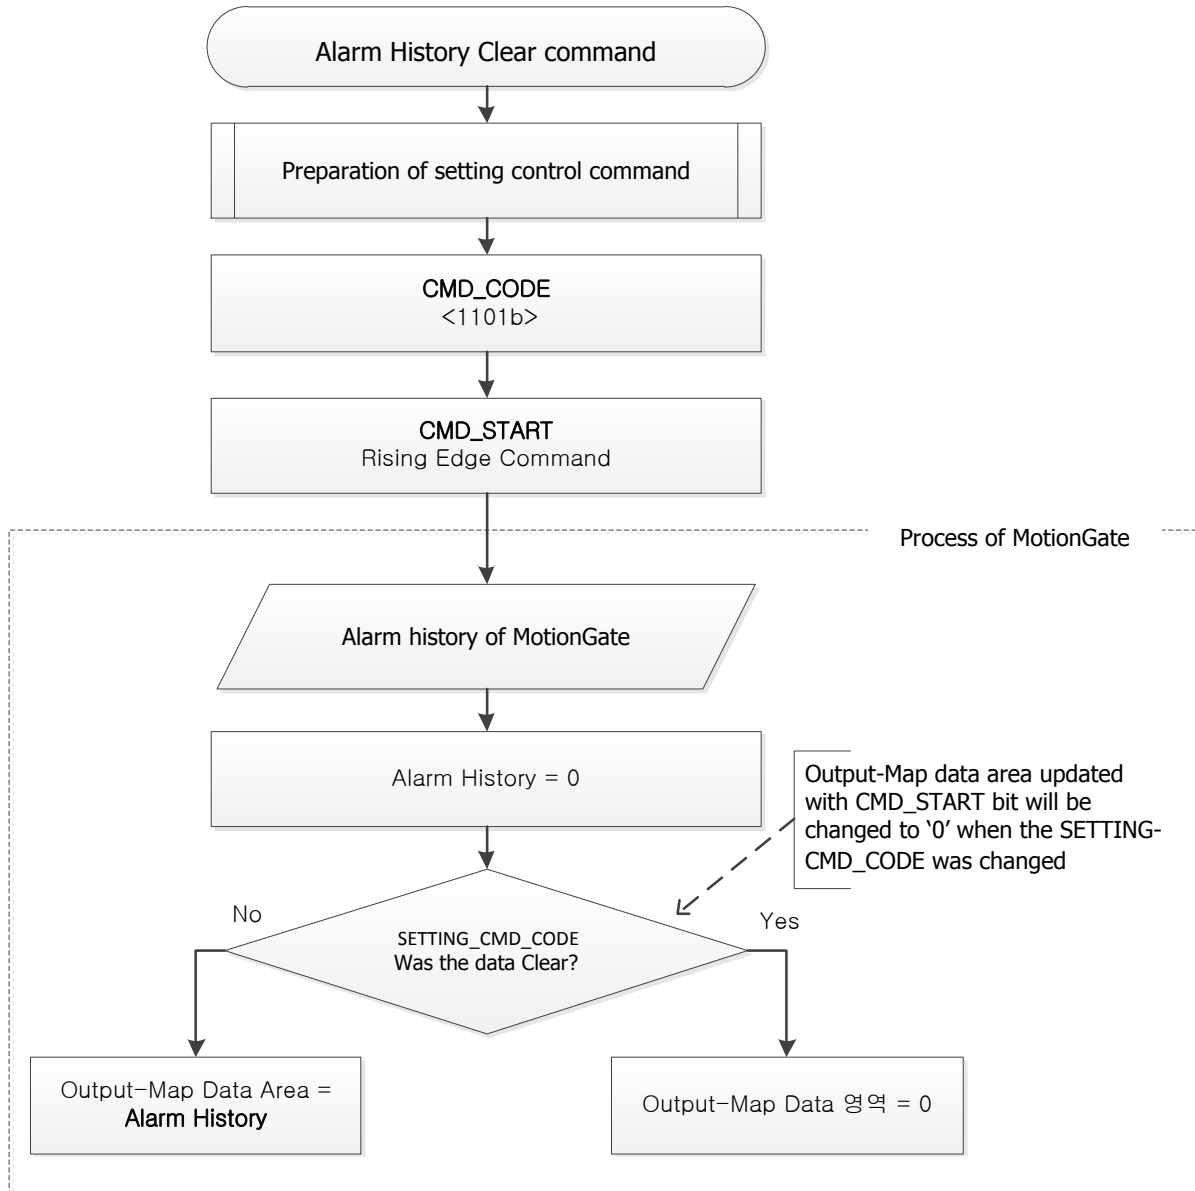 Alarm History Clear command
Preparation of setting control command
CMD_CODE
<1101b>
CMD_START
Rising Edge Command
Process of MotionGate
Alarm history of MotionGate
Alarm History = 0
Output-Map data area updated
with CMD_START bit will be
changed to ‘0’ when the SETTING-
CMD_CODE was changed
No
Yes
SETTING_CMD_CODE
Was the data Clear?
Output-Map Data Area =
Alarm History
Output-Map Data 영역 = 0